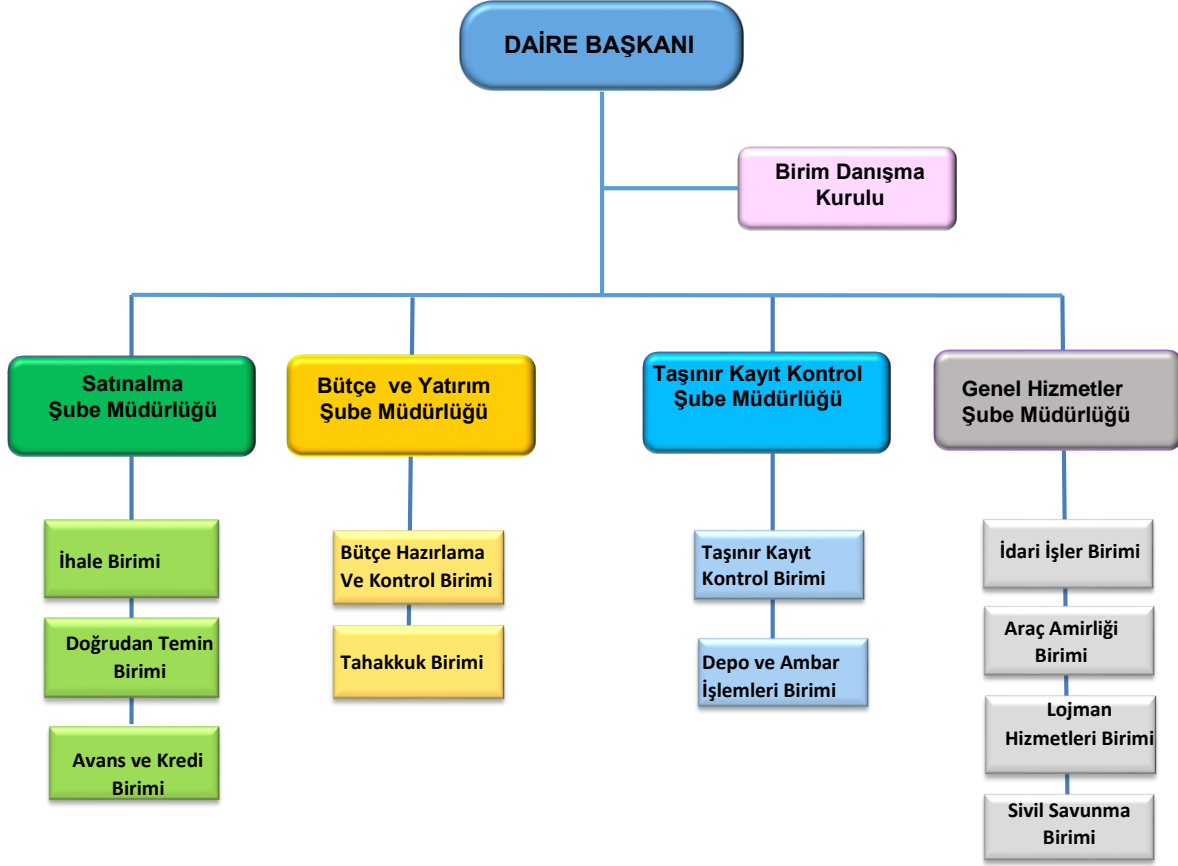 DAİRE BAŞKANI
Birim Danışma
Kurulu
Satınalma
Şube Müdürlüğü
Bütçe ve Yatırım
Şube Müdürlüğü
Taşınır Kayıt Kontrol
Şube Müdürlüğü
Genel Hizmetler
Şube Müdürlüğü
İhale Birimi
Doğrudan Temin
Birimi
Avans ve Kredi
Birimi
Bütçe Hazırlama
Ve Kontrol Birimi
Tahakkuk Birimi
Taşınır Kayıt
Kontrol Birimi
Depo ve Ambar
İşlemleri Birimi
İdari İşler Birimi
Araç Amirliği
Birimi
Lojman
Hizmetleri Birimi
Sivil Savunma
Birimi